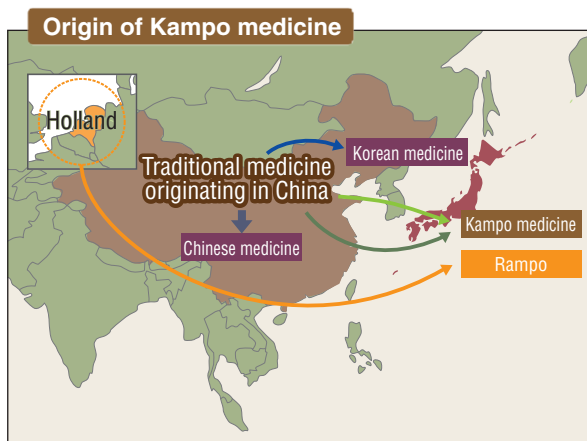 Origin of Kampo medicine
Holland
Traditional medicine
originating in China
Korean medicine
Chinese medicine
Kampo medicine
Rampo